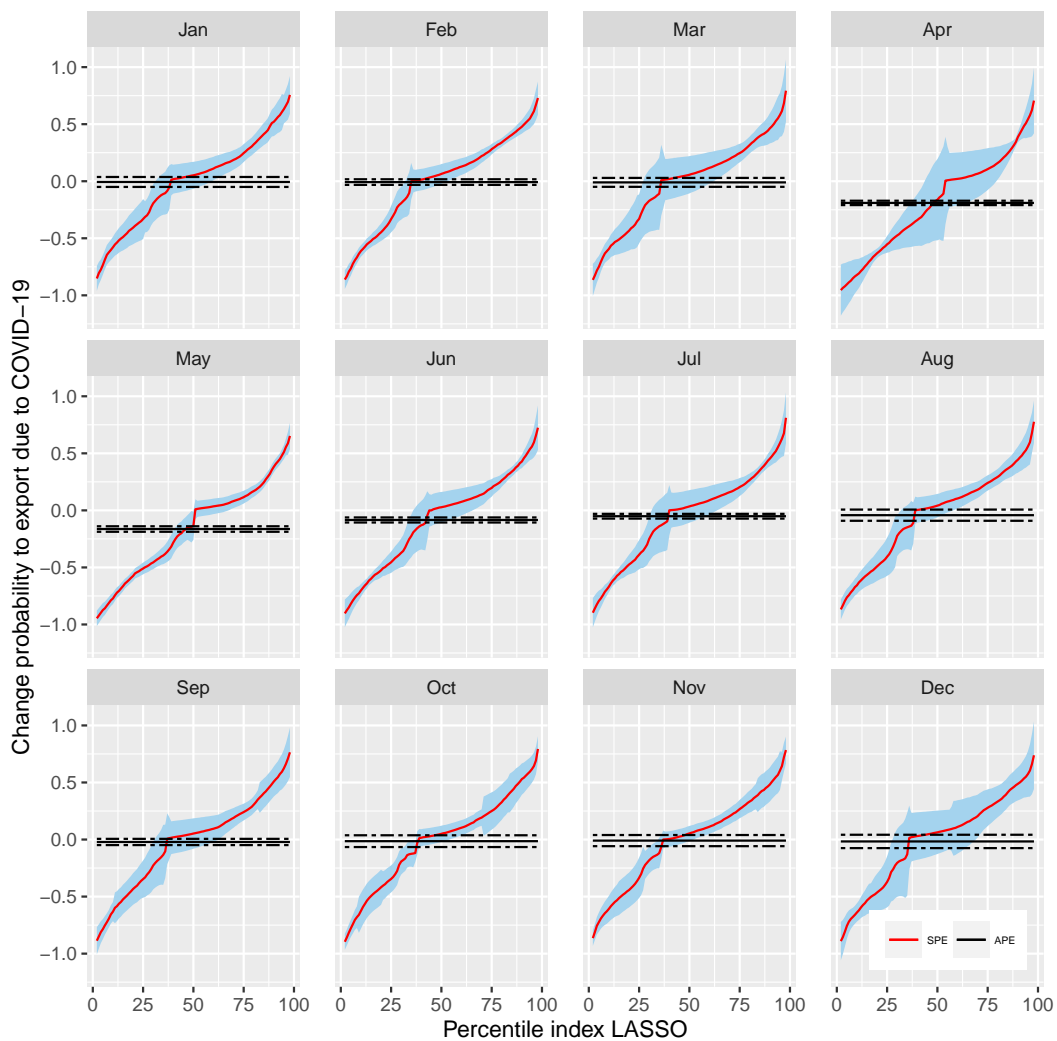 Change probability to export due to COVID−19
Jan Feb Mar Apr
1.0
0.5
0.0
−0.5
−1.0
May Jun Jul Aug
1.0
0.5
0.0
−0.5
−1.0
Sep Oct Nov Dec
1.0
0.5
0.0
−0.5
−1.0
SPE APE
0 25 50 75 100 0 25 50 75 100 0 25 50 75 100 0 25 50 75 100
Percentile index LASSO